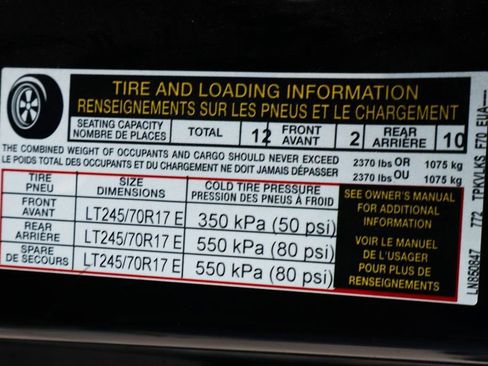 TIRE AND LOADING INFORMATION
RENSEIGNEMENTS SUR LES PNEUS ET LE CHARGEMENT
SEATING CAPACITY NOMBRE DE PLACES TOTAL 12 FRONT AVANT 2 REAR ARRIÈRE 10
THE COMBINED WEIGHT OF OCCUPANTS AND CARGO SHOULD NEVER EXCEED 2370 lbs OR 1075 kg
LE POIDS TOTAL DES OCCUPANTS ET DU CHARGEMENT NE DOIT JAMAIS DÉPASSER 2370 lbs OU 1075 kg
TIRE PNEU SIZE DIMENSIONS COLD TIRE PRESSURE PRESSION DES PNEUS À FROID
FRONT AVANT LT245/70R17 E 350 kPa (50 psi)
REAR ARRIÈRE LT245/70R17 E 550 kPa (80 psi)
SPARE DE SECOURS LT245/70R17 E 550 kPa (80 psi)
SEE OWNER'S MANUAL
FOR ADDITIONAL
INFORMATION
VOIR LE MANUEL
DE L'USAGER
POUR PLUS DE
RENSEIGNEMENTS
LN850847 772 TPKVLKS F70 EUA----